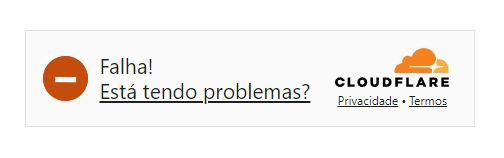 Falha!
Está tendo problemas?
CLOUDFLARE
Privacidade • Termos